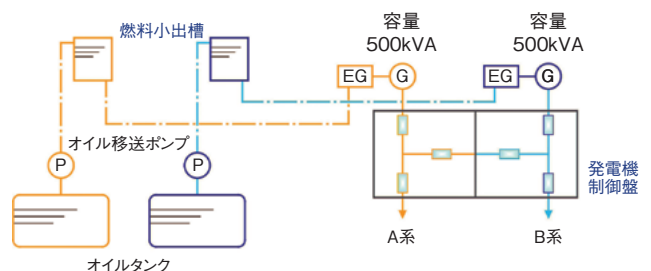 燃料小出槽
容量
500kVA
容量
500kVA
EG
G
EG
G
オイル移送ポンプ
P
P
発電機
制御盤
A系
B系
オイルタンク